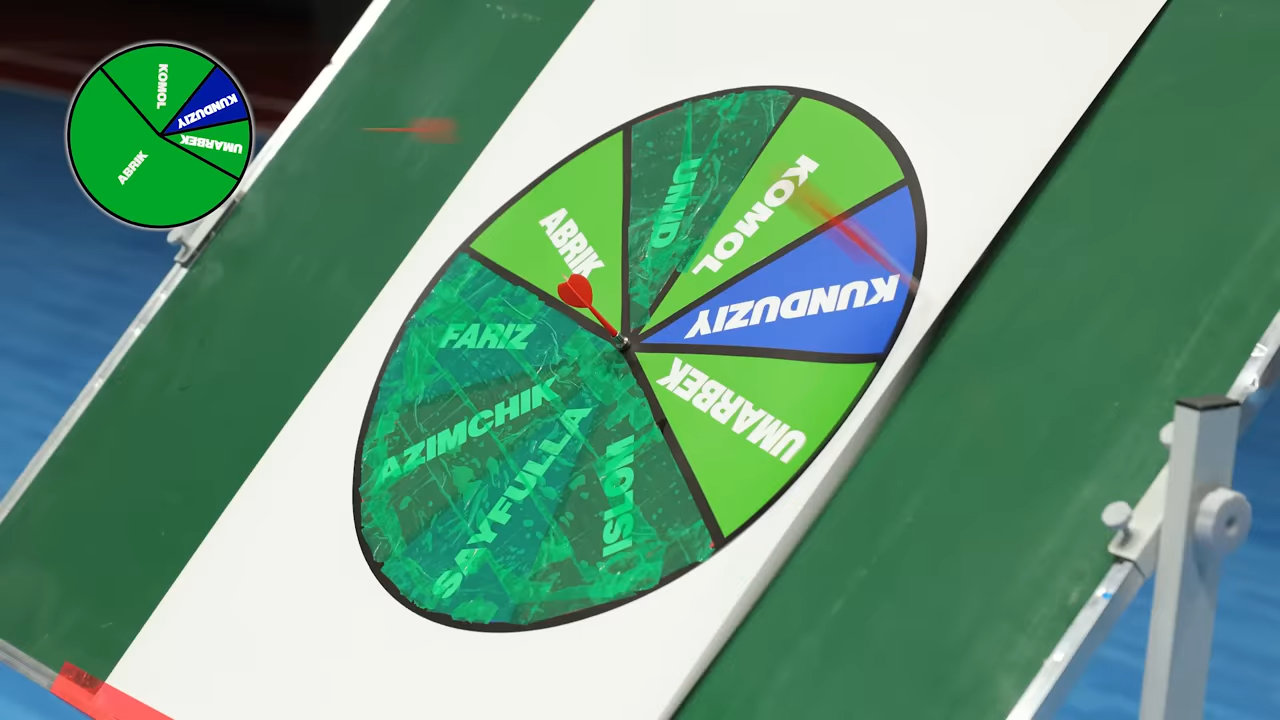 KOMOL
KUNDUZIY
UMARBEK
ABRIK
ABRIK
UMID
KOMOL
KUNDUZIY
UMARBEK
FARIZ
AZIMCHIK
SAYFULLA
ISLOM